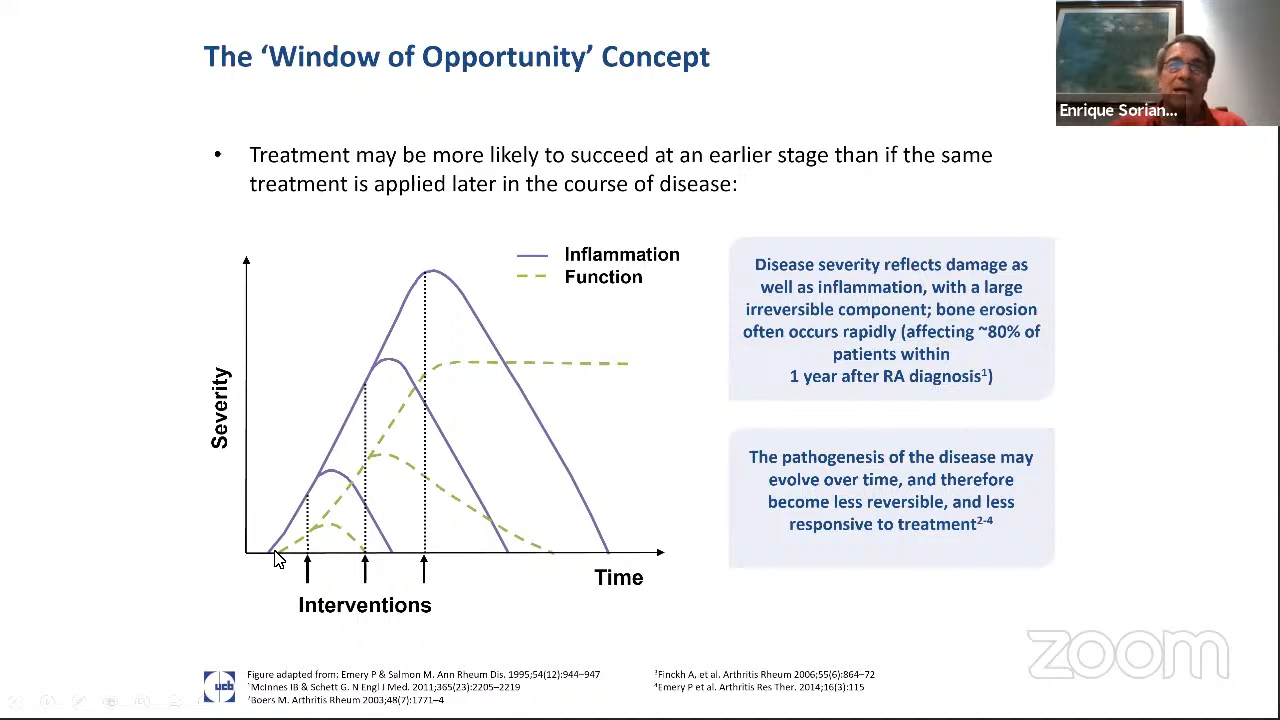 The ‘Window of Opportunity’ Concept
Enrique Sorian...
• Treatment may be more likely to succeed at an earlier stage than if the same
treatment is applied later in the course of disease:
Inflammation
Function
Severity
Time
Interventions
Disease severity reflects damage as
well as inflammation, with a large
irreversible component; bone erosion
often occurs rapidly (affecting ~80% of
patients within
1 year after RA diagnosis¹)
The pathogenesis of the disease may
evolve over time, and therefore
become less reversible, and less
responsive to treatment²⁻⁴
zoom
ucb
Figure adapted from: Emery P & Salmon M. Ann Rheum Dis. 1995;54(12):944–947
¹McInnes IB & Schett G. N Engl J Med. 2011;365(23):2205–2219
²Boers M. Arthritis Rheum 2003;48(7):1771–4
³Finckh A, et al. Arthritis Rheum 2006;55(6):864–72
⁴Emery P et al. Arthritis Res Ther. 2014;16(3):115